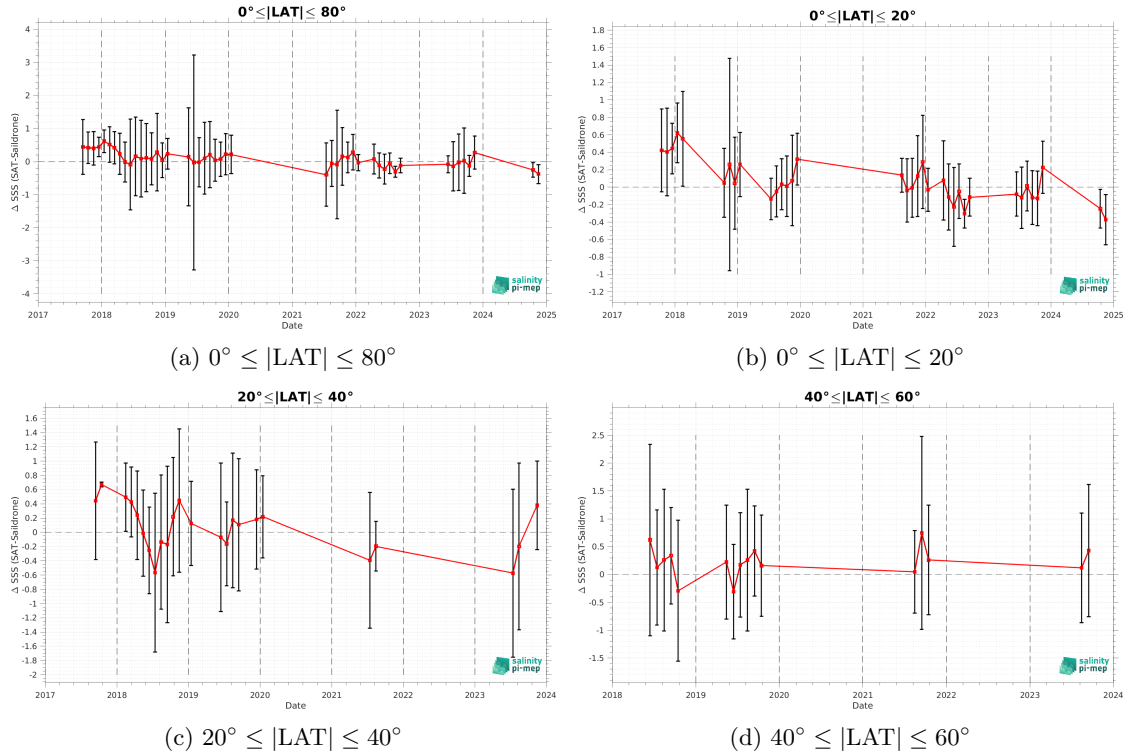 0°≤|LAT|≤ 80°
Δ SSS (SAT-Saildrone)
4
3
2
1
0
-1
-2
-3
-4
2017 2018 2019 2020 2021 2022 2023 2024 2025
Date
salinity
pi-mep
(a) 0° ≤ |LAT| ≤ 80°
0°≤|LAT|≤ 20°
Δ SSS (SAT-Saildrone)
1.8
1.6
1.4
1.2
1
0.8
0.6
0.4
0.2
0
-0.2
-0.4
-0.6
-0.8
-1
-1.2
2017 2018 2019 2020 2021 2022 2023 2024 2025
Date
salinity
pi-mep
(b) 0° ≤ |LAT| ≤ 20°
20°≤|LAT|≤ 40°
Δ SSS (SAT-Saildrone)
1.6
1.4
1.2
1
0.8
0.6
0.4
0.2
0
-0.2
-0.4
-0.6
-0.8
-1
-1.2
-1.4
-1.6
-1.8
-2
2017 2018 2019 2020 2021 2022 2023 2024
Date
salinity
pi-mep
(c) 20° ≤ |LAT| ≤ 40°
40°≤|LAT|≤ 60°
Δ SSS (SAT-Saildrone)
2.5
2
1.5
1
0.5
0
-0.5
-1
-1.5
2018 2019 2020 2021 2022 2023 2024
Date
salinity
pi-mep
(d) 40° ≤ |LAT| ≤ 60°